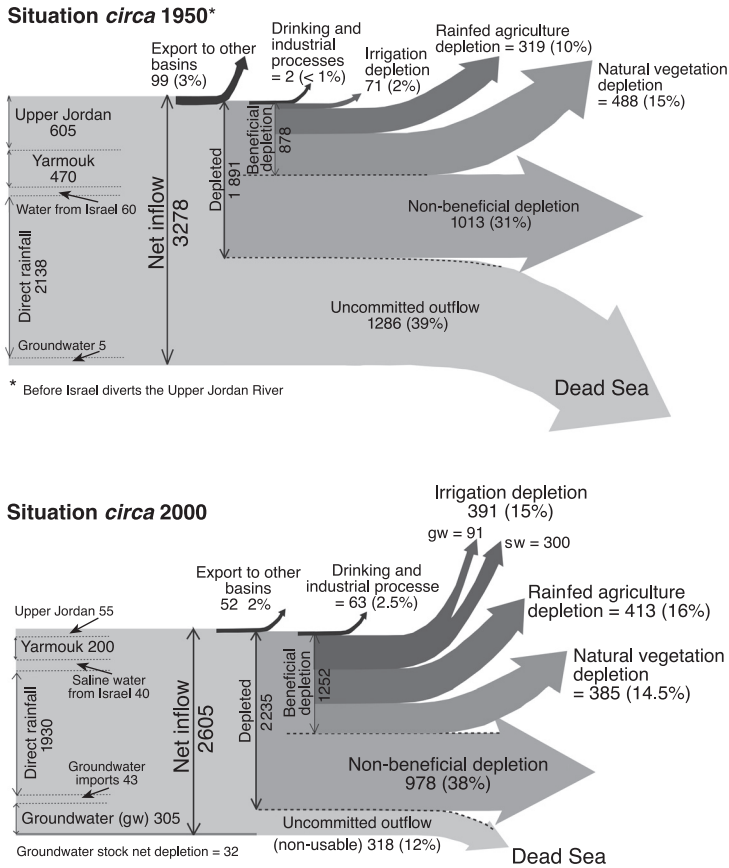 Situation circa 1950*
Export to other
basins
99 (3%)
Drinking and
industrial
processes
= 2 (< 1%)
Irrigation
depletion
71 (2%)
Rainfed agriculture
depletion = 319 (10%)
Natural vegetation
depletion
= 488 (15%)
Upper Jordan
605
Yarmouk
470
Water from Israel 60
Direct rainfall
2138
Groundwater 5
Net inflow
3278
Depleted
1 891
Beneficial
depletion
878
Non-beneficial depletion
1013 (31%)
Uncommitted outflow
1286 (39%)
Dead Sea
* Before Israel diverts the Upper Jordan River
Situation circa 2000
Irrigation depletion
391 (15%)
gw = 91
sw = 300
Export to other
basins
52 2%
Drinking and
industrial processe
= 63 (2.5%)
Rainfed agriculture
depletion = 413 (16%)
Natural vegetation
depletion
= 385 (14.5%)
Upper Jordan 55
Yarmouk 200
Saline water
from Israel 40
Direct rainfall
1930
Groundwater
imports 43
Groundwater (gw) 305
Groundwater stock net depletion = 32
Net inflow
2605
Depleted
2235
Beneficial
depletion
1252
Non-beneficial depletion
978 (38%)
Uncommitted outflow
(non-usable) 318 (12%)
Dead Sea